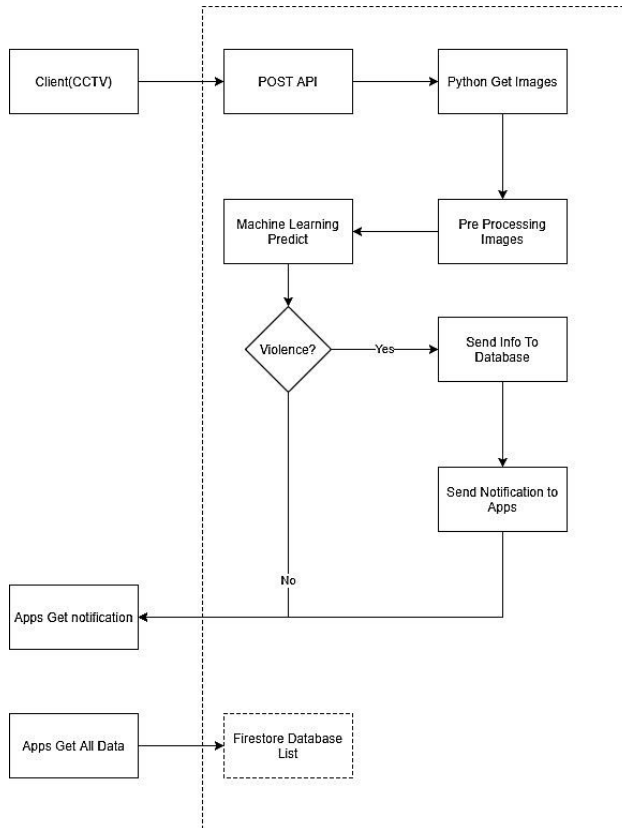 Client(CCTV)
POST API
Python Get Images
Machine Learning
Predict
Pre Processing
Images
Violence?
Yes
Send Info To
Database
Send Notification to
Apps
No
Apps Get notification
Apps Get All Data
Firestore Database
List